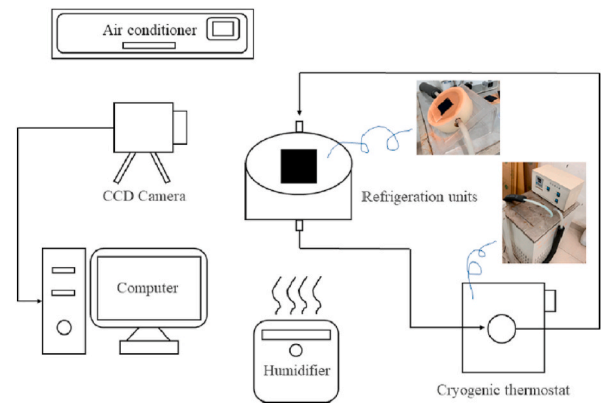 Air conditioner
CCD Camera
Refrigeration units
Computer
Humidifier
Cryogenic thermostat